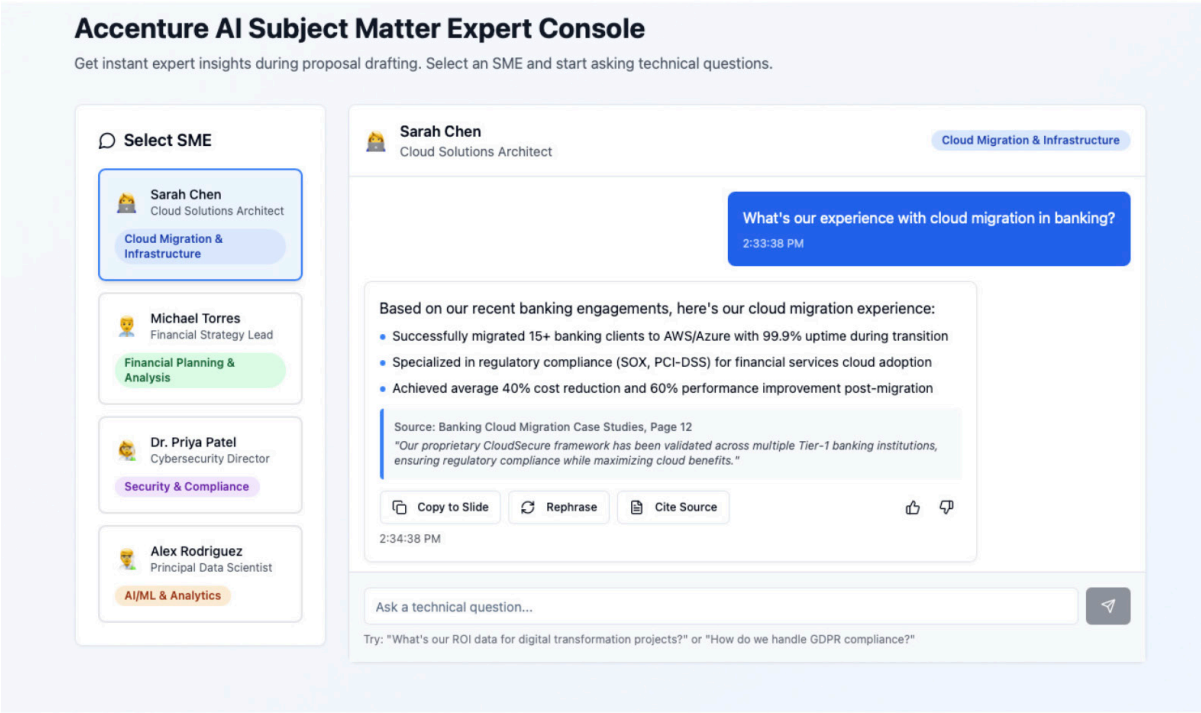 Accenture AI Subject Matter Expert Console
Get instant expert insights during proposal drafting. Select an SME and start asking technical questions.
Select SME
Sarah Chen
Cloud Solutions Architect
Cloud Migration &
Infrastructure
Michael Torres
Financial Strategy Lead
Financial Planning &
Analysis
Dr. Priya Patel
Cybersecurity Director
Security & Compliance
Alex Rodriguez
Principal Data Scientist
AI/ML & Analytics
Sarah Chen
Cloud Solutions Architect
Cloud Migration & Infrastructure
What's our experience with cloud migration in banking?
2:33:38 PM
Based on our recent banking engagements, here's our cloud migration experience:
Successfully migrated 15+ banking clients to AWS/Azure with 99.9% uptime during transition
Specialized in regulatory compliance (SOX, PCI-DSS) for financial services cloud adoption
Achieved average 40% cost reduction and 60% performance improvement post-migration
Source: Banking Cloud Migration Case Studies, Page 12
"Our proprietary CloudSecure framework has been validated across multiple Tier-1 banking institutions,
ensuring regulatory compliance while maximizing cloud benefits."
Copy to Slide
Rephrase
Cite Source
2:34:38 PM
Ask a technical question...
Try: "What's our ROI data for digital transformation projects?" or "How do we handle GDPR compliance?"